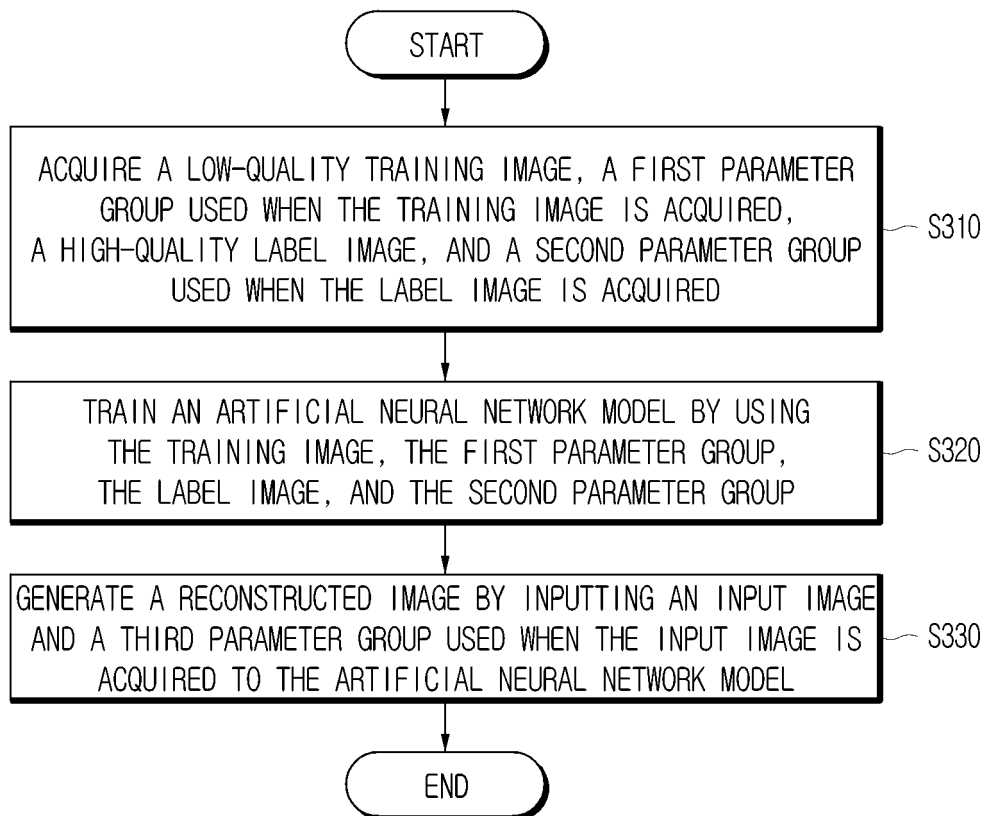 START
ACQUIRE A LOW-QUALITY TRAINING IMAGE, A FIRST PARAMETER
GROUP USED WHEN THE TRAINING IMAGE IS ACQUIRED,
A HIGH-QUALITY LABEL IMAGE, AND A SECOND PARAMETER GROUP
USED WHEN THE LABEL IMAGE IS ACQUIRED
S310
TRAIN AN ARTIFICIAL NEURAL NETWORK MODEL BY USING
THE TRAINING IMAGE, THE FIRST PARAMETER GROUP,
THE LABEL IMAGE, AND THE SECOND PARAMETER GROUP
S320
GENERATE A RECONSTRUCTED IMAGE BY INPUTTING AN INPUT IMAGE
AND A THIRD PARAMETER GROUP USED WHEN THE INPUT IMAGE IS
ACQUIRED TO THE ARTIFICIAL NEURAL NETWORK MODEL
S330
END